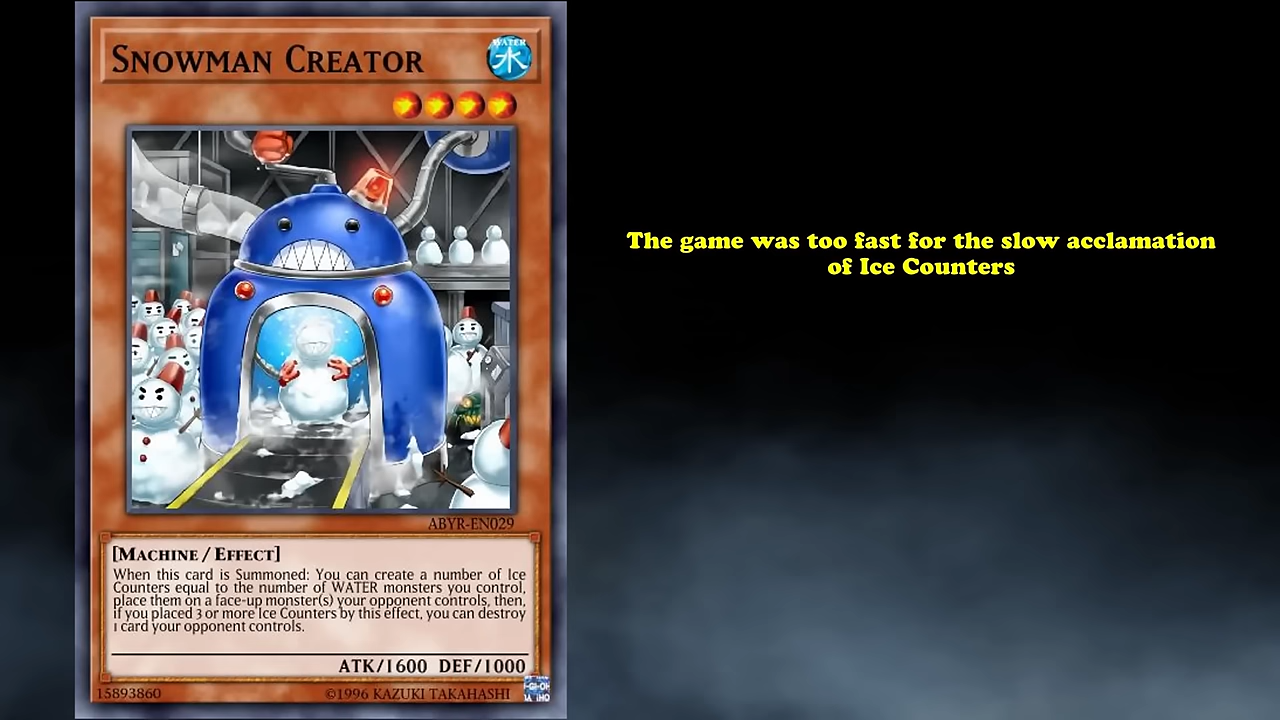 Snowman Creator
WATER
水
The game was too fast for the slow acclamation
of Ice Counters
ABYR-EN029
[Machine / Effect]
When this card is Summoned: You can create a number of Ice
Counters equal to the number of WATER monsters you control,
place them on a face-up monster(s) your opponent controls, then,
if you placed 3 or more Ice Counters by this effect, you can destroy
1 card your opponent controls.
ATK/1600 DEF/1000
15893860
©1996 KAZUKI TAKAHASHI